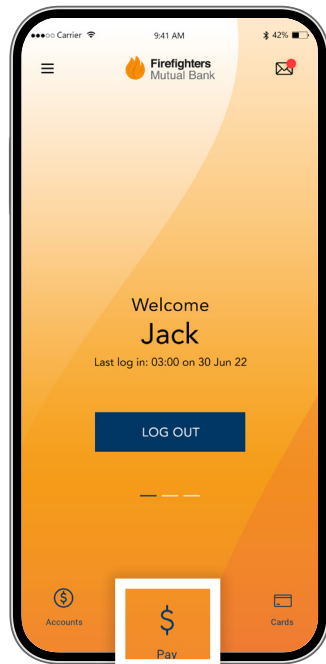 Carrier 9:41 AM 42%
Firefighters
Mutual Bank
Welcome
Jack
Last log in: 03:00 on 30 Jun 22
LOG OUT
$ $
Accounts Pay Cards